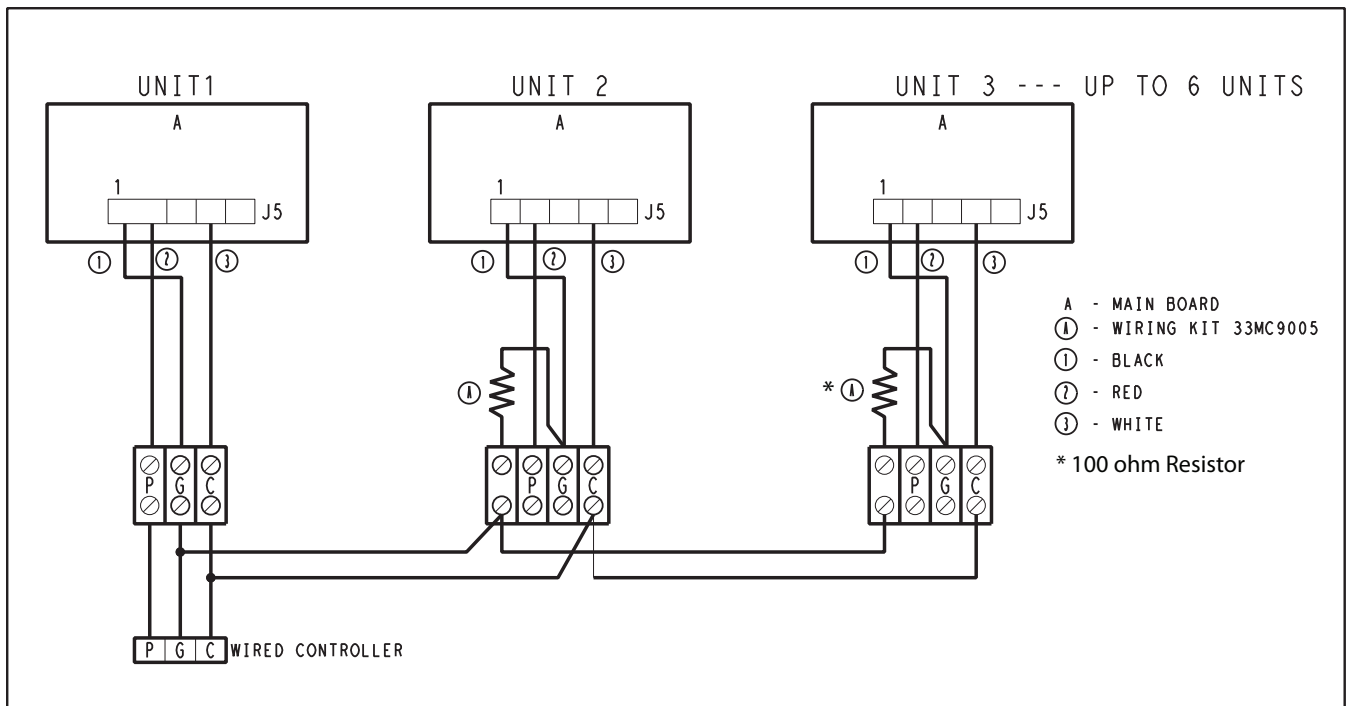 UNIT1
UNIT 2
UNIT 3 --- UP TO 6 UNITS
A
A
A
1
J5
1
J5
1
J5
1
2
3
1
2
3
1
2
3
A - MAIN BOARD
A - WIRING KIT 33MC9005
1 - BLACK
2 - RED
3 - WHITE
* 100 ohm Resistor
A
* A
P G C
P G C
P G C
P G C WIRED CONTROLLER